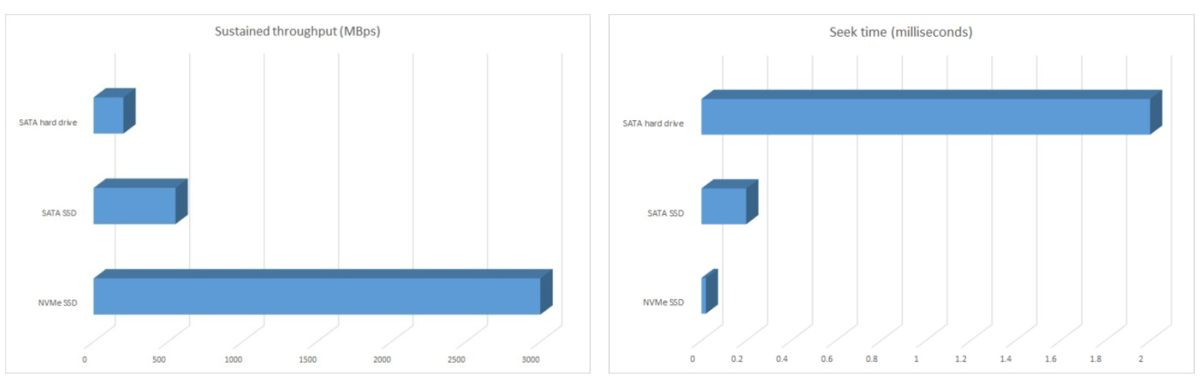 Sustained throughput (MBps)
SATA hard drive
SATA SSD
NVMe SSD
0 500 1000 1500 2000 2500 3000
Seek time (milliseconds)
SATA hard drive
SATA SSD
NVMe SSD
0 0.2 0.4 0.6 0.8 1 1.2 1.4 1.6 1.8 2